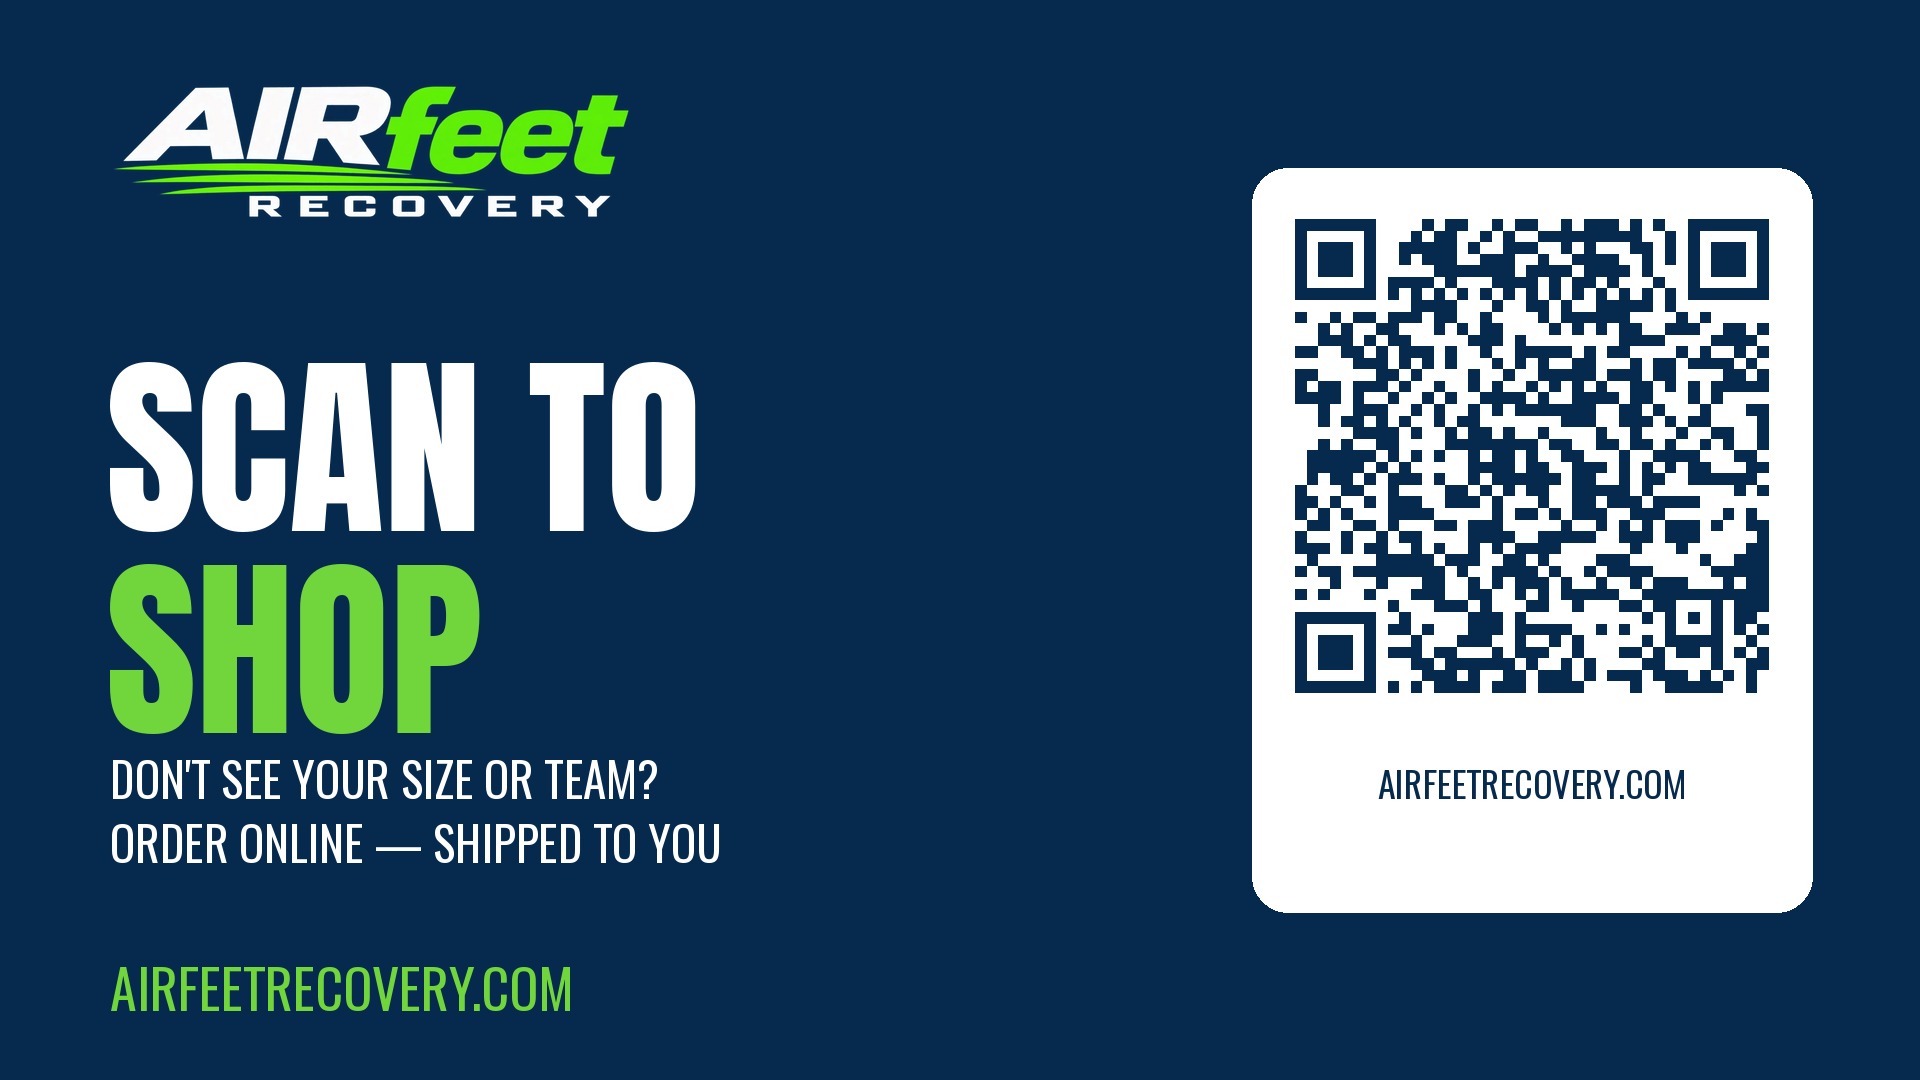 AIRfeet
RECOVERY
SCAN TO
SHOP
DON'T SEE YOUR SIZE OR TEAM?
ORDER ONLINE — SHIPPED TO YOU
AIRFEETRECOVERY.COM
AIRFEETRECOVERY.COM